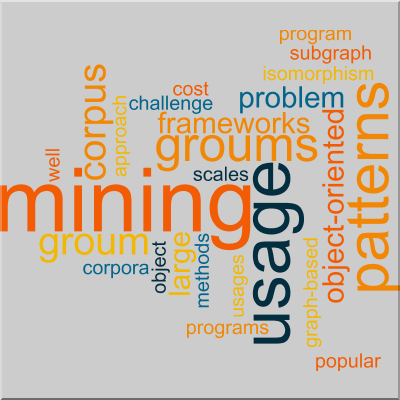 program
subgraph
isomorphism
cost
challenge
problem
corpus
approach
frameworks
groums
patterns
object-oriented
well
scales
mining
usage
groum
large
methods
object
corpora
usages
graph-based
programs
popular